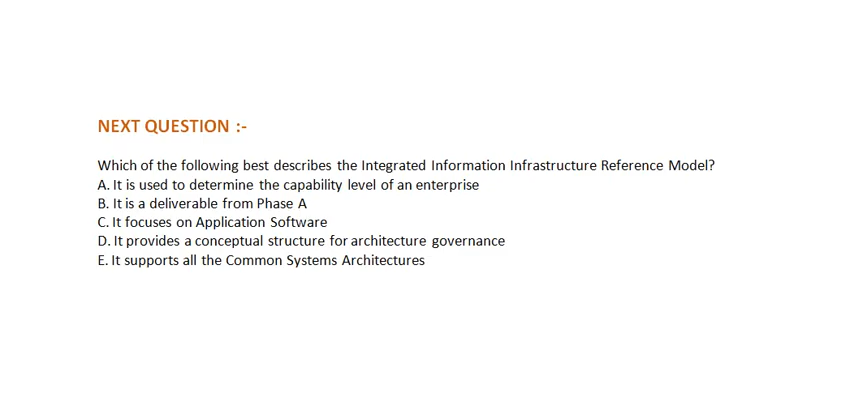 NEXT QUESTION :-
Which of the following best describes the Integrated Information Infrastructure Reference Model?
A. It is used to determine the capability level of an enterprise
B. It is a deliverable from Phase A
C. It focuses on Application Software
D. It provides a conceptual structure for architecture governance
E. It supports all the Common Systems Architectures